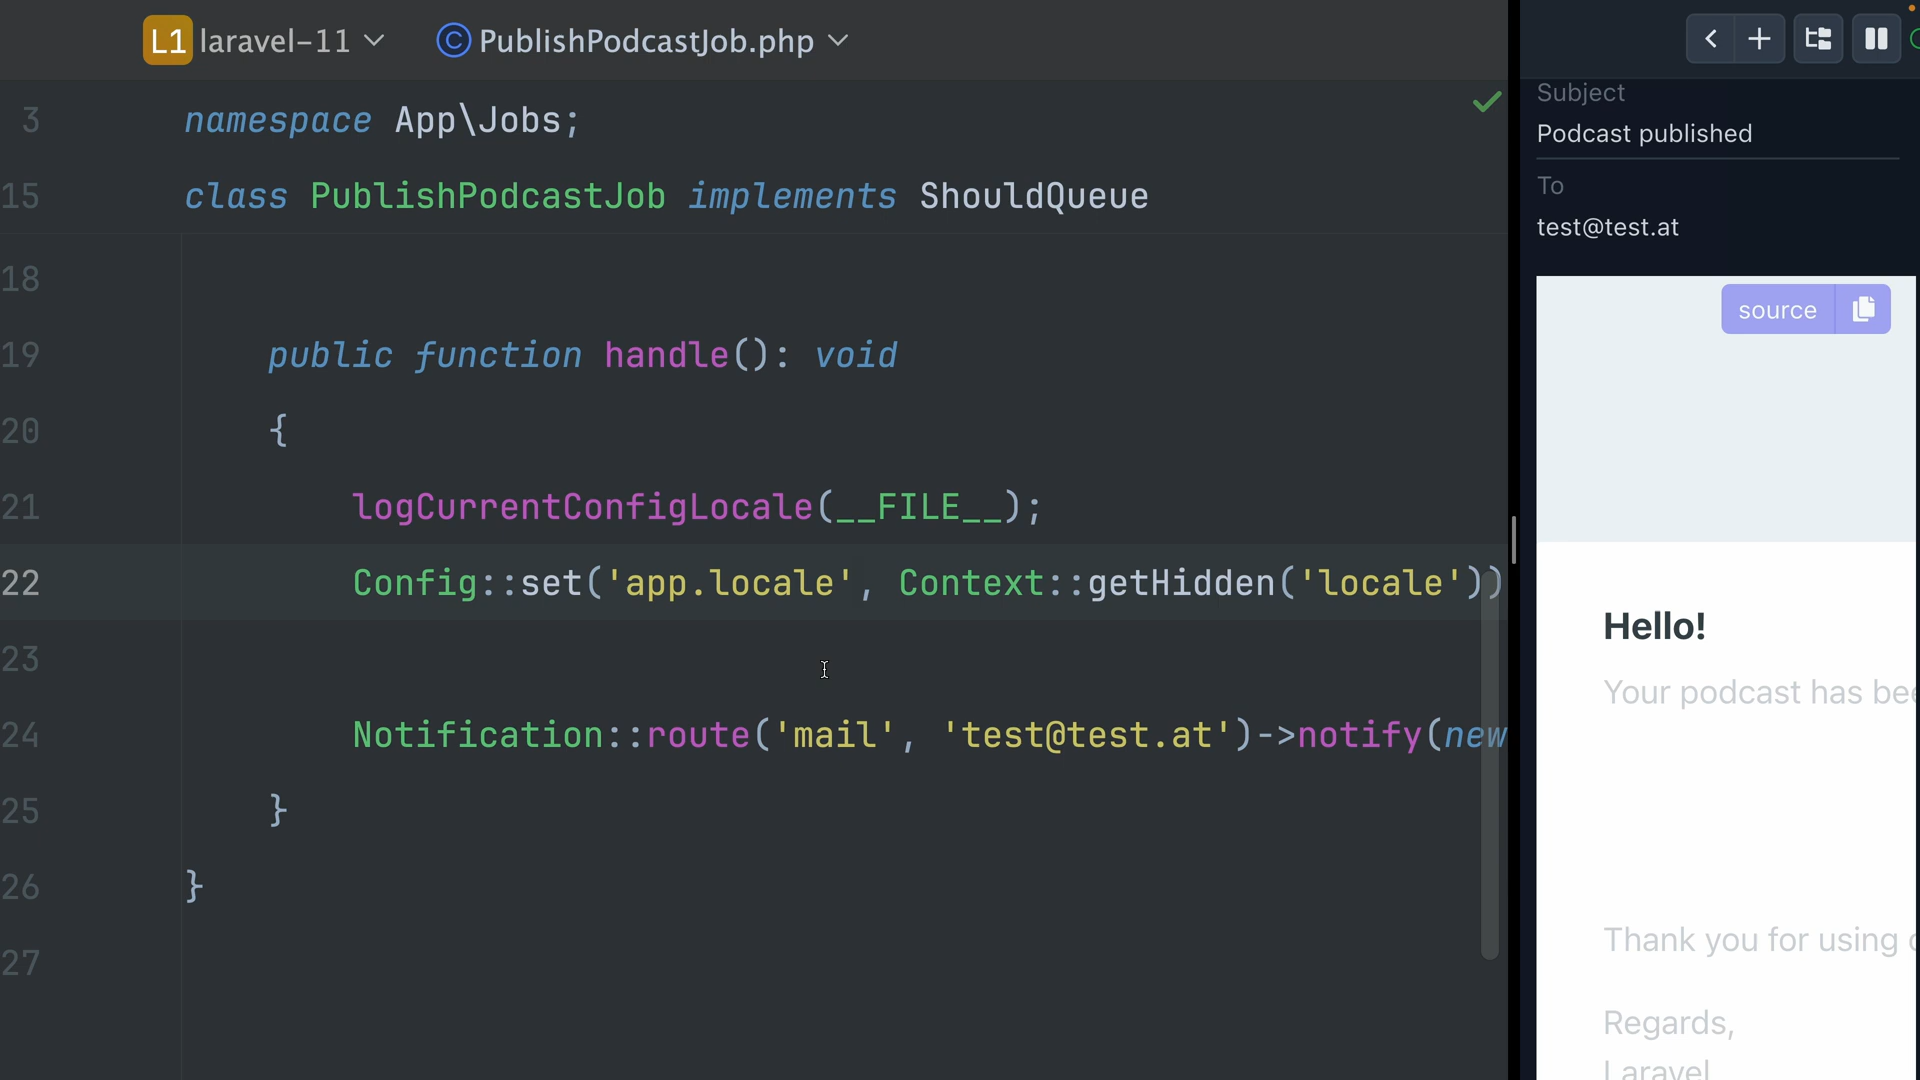 L1 laravel-11 PublishPodcastJob.php
3 namespace App\Jobs;
15 class PublishPodcastJob implements ShouldQueue
18
19 public function handle(): void
20 {
21 logCurrentConfigLocale(__FILE__);
22 Config::set('app.locale', Context::getHidden('locale'))
23
24 Notification::route('mail', 'test@test.at')->notify(new
25 }
26 }
27
Subject
Podcast published
To
test@test.at
source
Hello!
Your podcast has bee
Thank you for using
Regards,
Laravel